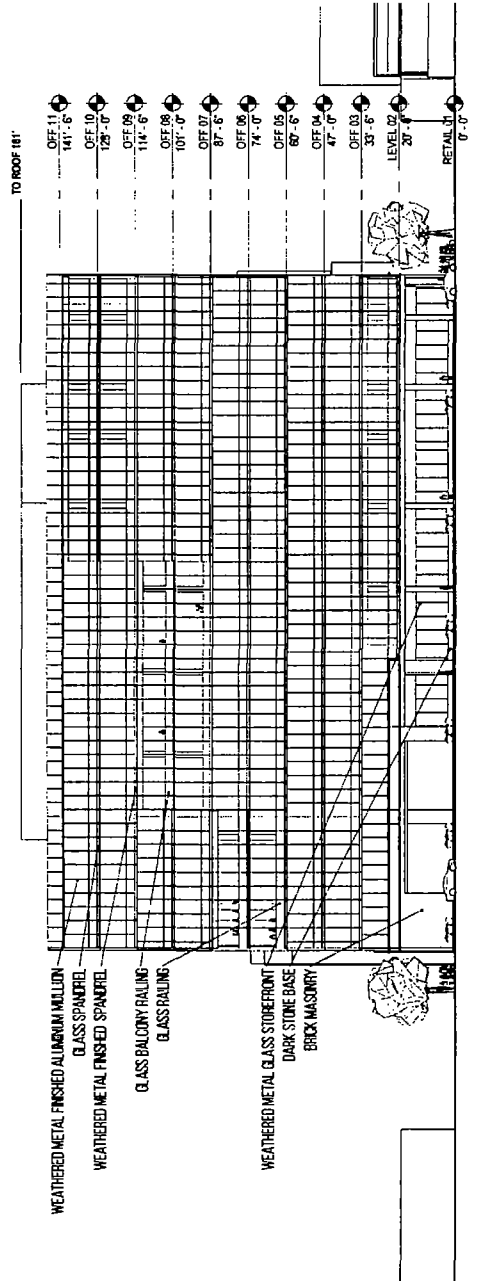 TO ROOF 181'
OFF 11
141'-6"
OFF 10
128'-0"
OFF 09
114'-6"
OFF 08
101'-0"
OFF 07
87'-6"
OFF 06
74'-0"
OFF 05
60'-6"
OFF 04
47'-0"
OFF 03
33'-6"
LEVEL 02
20'-0"
RETAIL 01
0'-0"
WEATHERED METAL FINISHED ALUMINUM MULLION
GLASS SPANDREL
WEATHERED METAL FINISHED SPANDREL
GLASS BALCONY RAILING
GLASS RAILING
WEATHERED METAL GLASS STOREFRONT
DARK STONE BASE
BRICK MASONRY